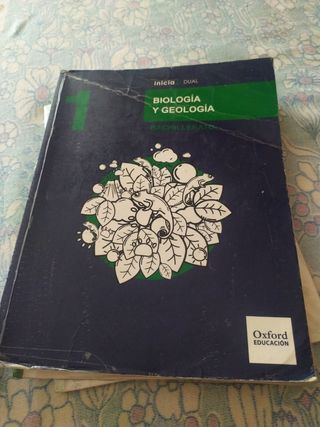 inicia DUAL
1
BIOLOGÍA
Y GEOLOGÍA
BACHILLERATO
Oxford
EDUCACIÓN